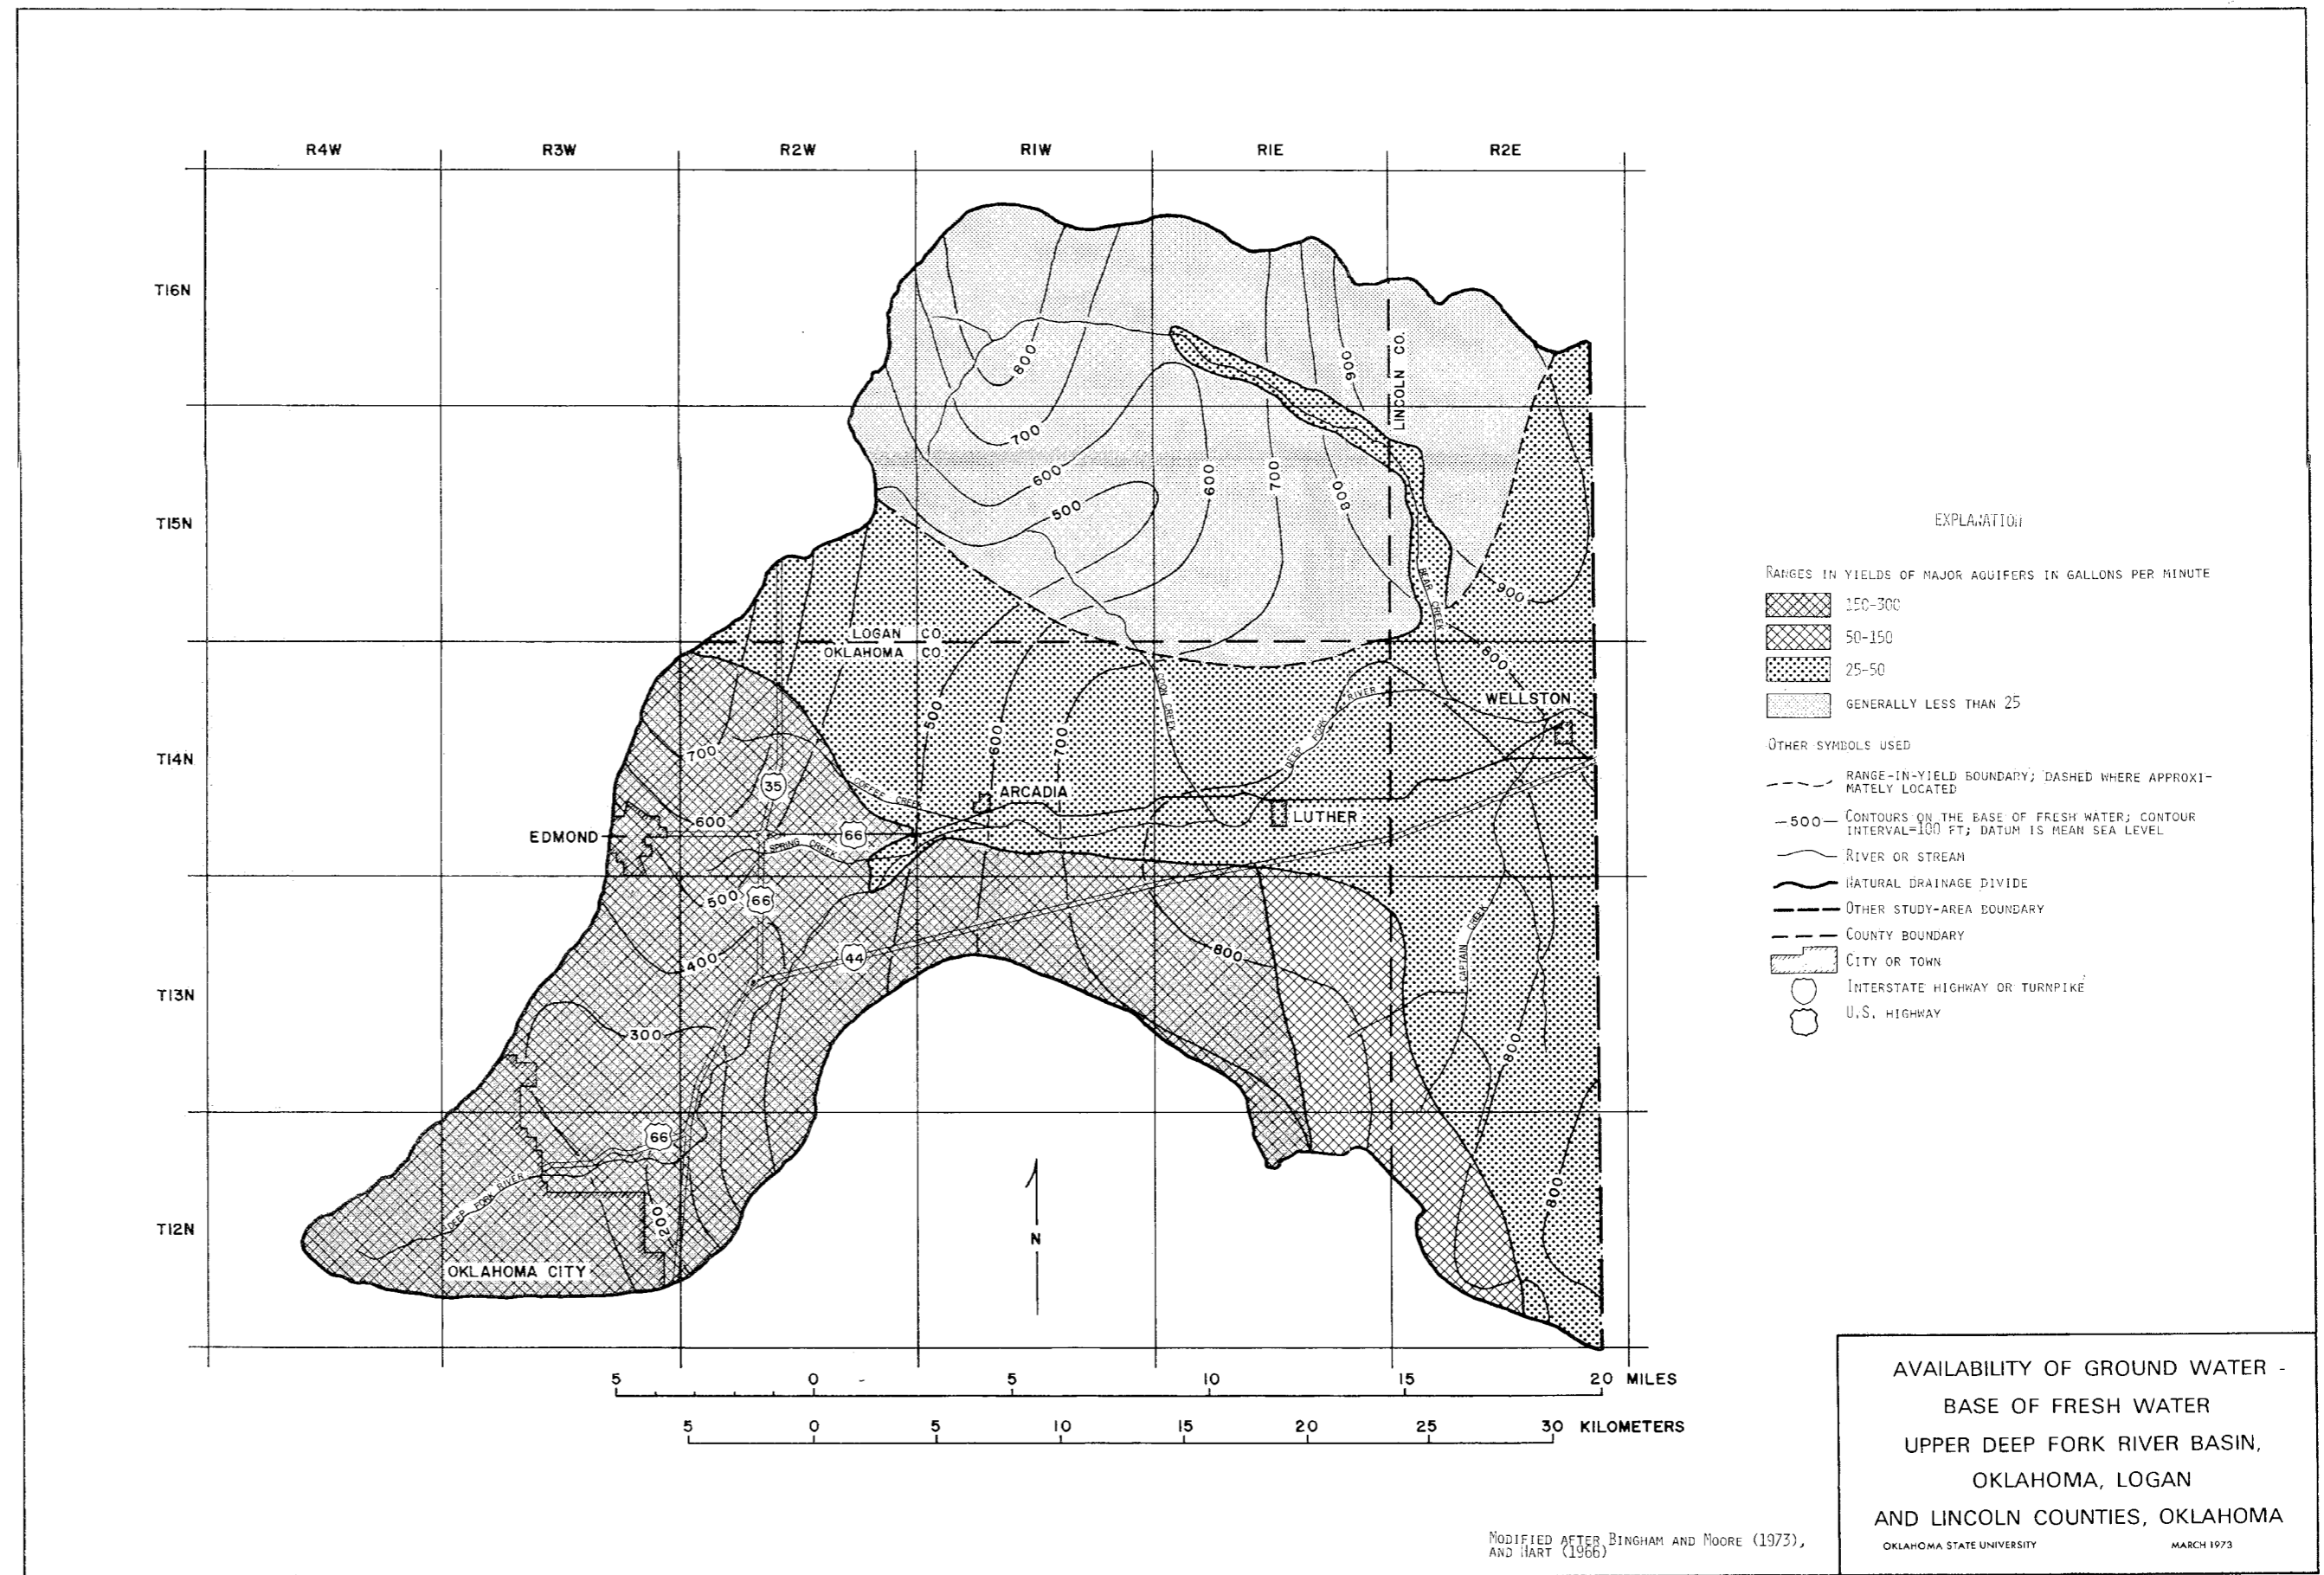 R4W R3W R2W R1W R1E R2E
T16N
T15N
T14N
T13N
T12N
LINCOLN CO.
800
900
700
600
500
600
700
800
900
BEAR CREEK
LOGAN CO.
OKLAHOMA CO.
800
WELLSTON
COON CREEK
DEEP FORK RIVER
500
600
700
700
35
COFFEE CREEK
ARCADIA
600
66
LUTHER
EDMOND
SPRING CREEK
500
66
400
44
800
CAPTAIN CREEK
300
800
66
DEEP FORK RIVER
200
800
OKLAHOMA CITY
N
5 0 5 10 15 20 MILES
5 0 5 10 15 20 25 30 KILOMETERS
EXPLANATION
RANGES IN YIELDS OF MAJOR AQUIFERS IN GALLONS PER MINUTE
150-300
50-150
25-50
GENERALLY LESS THAN 25
OTHER SYMBOLS USED
RANGE-IN-YIELD BOUNDARY; DASHED WHERE APPROXI-
MATELY LOCATED
500 CONTOURS ON THE BASE OF FRESH WATER; CONTOUR
INTERVAL=100 FT; DATUM IS MEAN SEA LEVEL
RIVER OR STREAM
NATURAL DRAINAGE DIVIDE
OTHER STUDY-AREA BOUNDARY
COUNTY BOUNDARY
CITY OR TOWN
INTERSTATE HIGHWAY OR TURNPIKE
U.S. HIGHWAY
MODIFIED AFTER BINGHAM AND MOORE (1973),
AND HART (1966)
AVAILABILITY OF GROUND WATER -
BASE OF FRESH WATER
UPPER DEEP FORK RIVER BASIN,
OKLAHOMA, LOGAN
AND LINCOLN COUNTIES, OKLAHOMA
OKLAHOMA STATE UNIVERSITY MARCH 1973